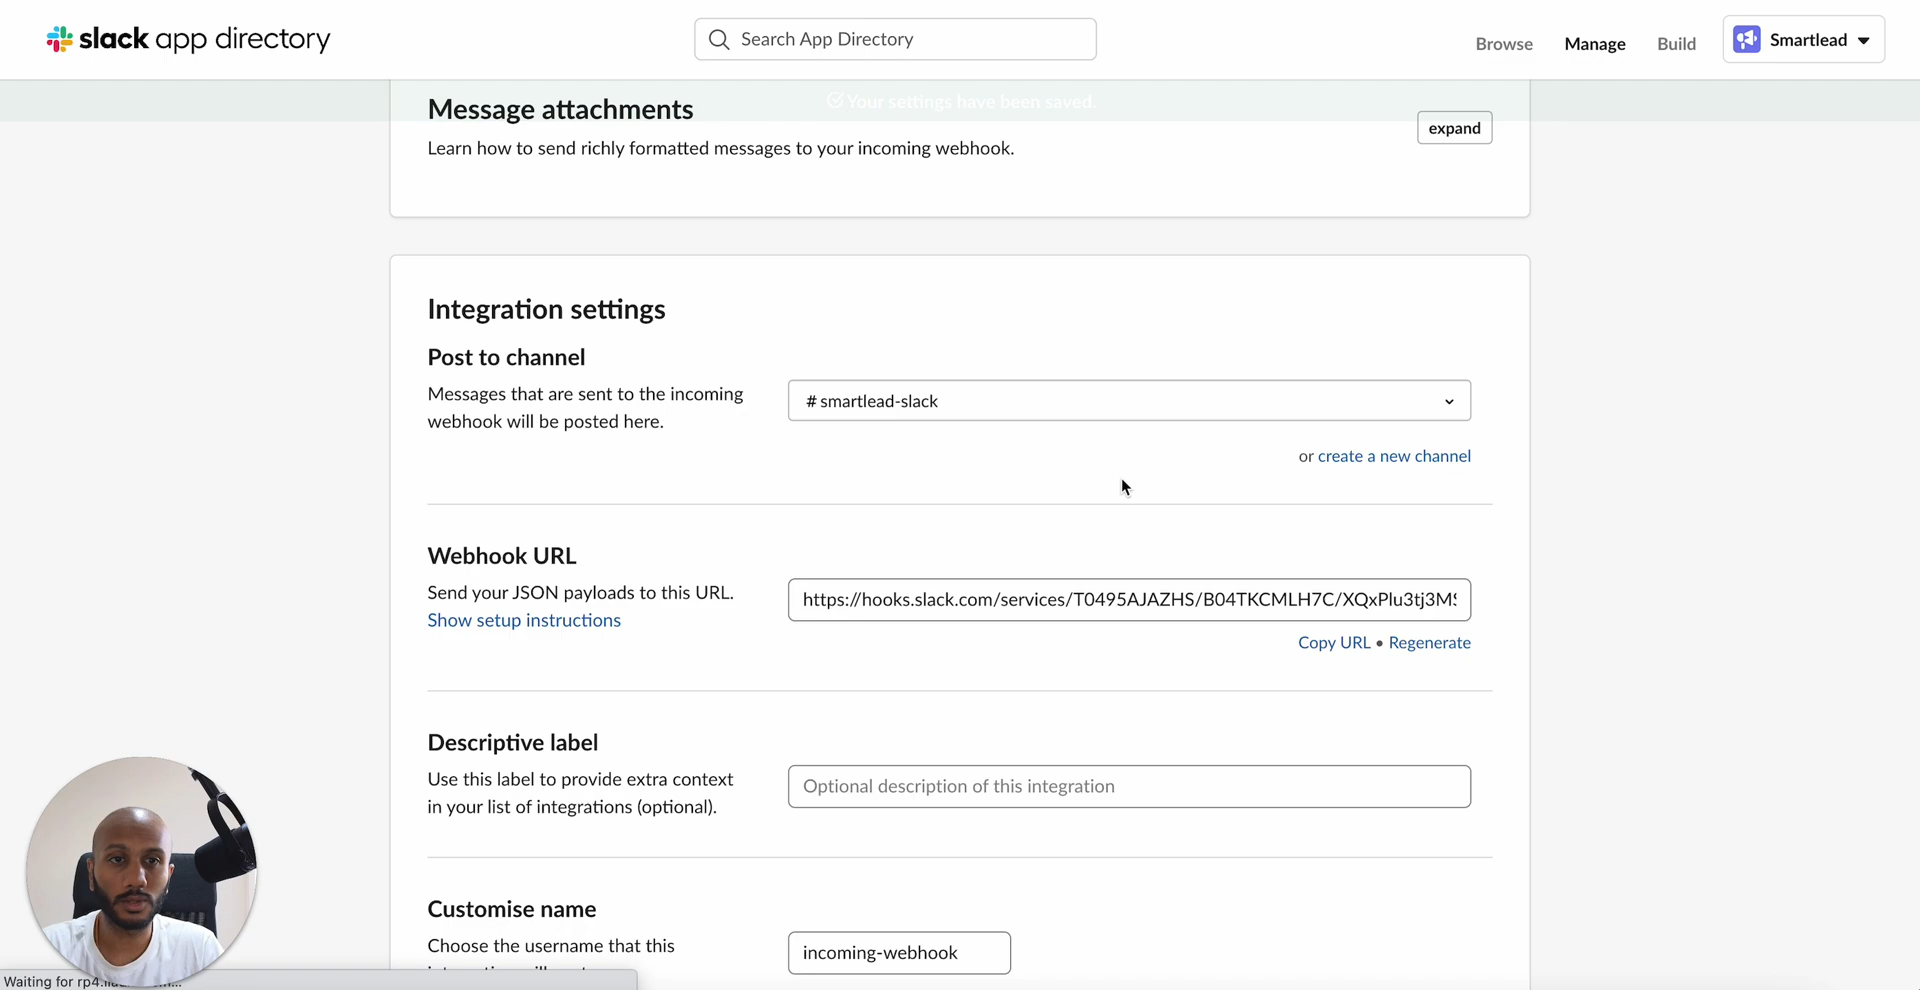 slack app directory
Search App Directory
Browse
Manage
Build
Smartlead
Your settings have been saved.
Message attachments
expand
Learn how to send richly formatted messages to your incoming webhook.
Integration settings
Post to channel
Messages that are sent to the incoming
webhook will be posted here.
# smartlead-slack
or create a new channel
Webhook URL
Send your JSON payloads to this URL.
Show setup instructions
https://hooks.slack.com/services/T0495AJAZHS/B04TKCMLH7C/XQxPlu3tj3MS
Copy URL • Regenerate
Descriptive label
Use this label to provide extra context
in your list of integrations (optional).
Optional description of this integration
Customise name
Choose the username that this
incoming-webhook
Waiting for